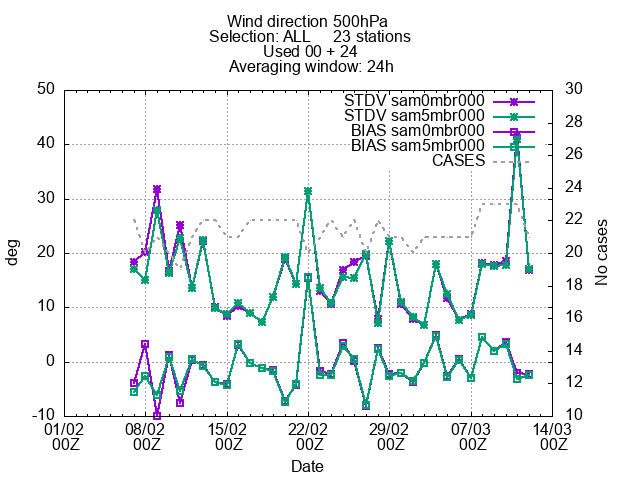 Wind direction 500hPa
Selection: ALL 23 stations
Used 00 + 24
Averaging window: 24h
STDV sam0mbr000
STDV sam5mbr000
BIAS sam0mbr000
BIAS sam5mbr000
CASES
deg
50
40
30
20
10
0
-10
No cases
30
28
26
24
22
20
18
16
14
12
10
01/02 08/02 15/02 22/02 29/02 07/03 14/03
00Z 00Z 00Z 00Z 00Z 00Z 00Z
Date